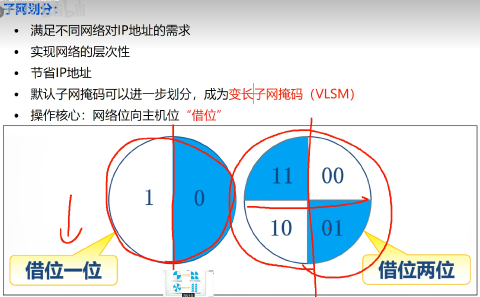 子网划分：
满足不同网络对IP地址的需求
实现网络的层次性
节省IP地址
默认子网掩码可以进一步划分，成为变长子网掩码（VLSM）
操作核心：网络位向主机位“借位”
1 0
11 00
10 01
借位一位
借位两位